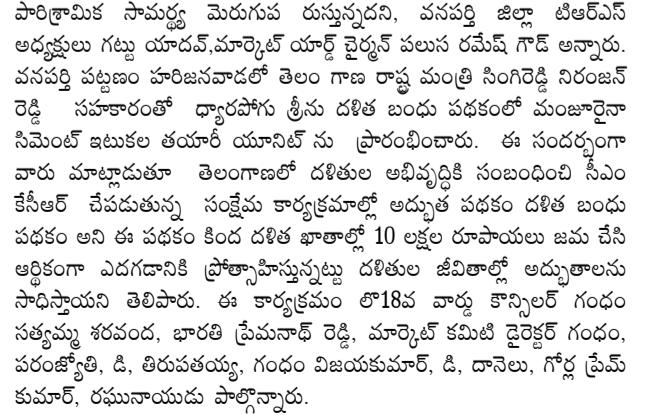 పారిశ్రామిక సామర్థ్య మెరుగుప రుస్తున్నదని, వనపర్తి జిల్లా టిఆర్ఎస్
అధ్యక్షులు గట్టు యాదవ్,మార్కెట్ యార్డ్ చైర్మన్ పలుస రమేష్ గౌడ్ అన్నారు.
వనపర్తి పట్టణం హరిజనవాడలో తెలం గాణ రాష్ట్ర మంత్రి సింగిరెడ్డి నిరంజన్
రెడ్డి సహకారంతో ధ్యారపోగు శ్రీను దళిత బంధు పథకంలో మంజూరైనా
సిమెంట్ ఇటుకల తయారీ యూనిట్ ను ప్రారంభించారు. ఈ సందర్భంగా
వారు మాట్లాడుతూ తెలంగాణలో దళితుల అభివృద్ధికి సంబంధించి సీఎం
కేసీఆర్ చేపడుతున్న సంక్షేమ కార్యక్రమాల్లో అద్భుత పథకం దళిత బంధు
పథకం అని ఈ పథకం కింద దళిత ఖాతాల్లో 10 లక్షల రూపాయలు జమ చేసి
ఆర్థికంగా ఎదగడానికి ప్రోత్సాహిస్తున్నట్టు దళితుల జీవితాల్లో అద్భుతాలను
సాధిస్తాయని తెలిపారు. ఈ కార్యక్రమం లొ18వ వార్డు కౌన్సిలర్ గంధం
సత్యమ్మ శరవంద, భారతి ప్రేమనాథ్ రెడ్డి, మార్కెట్ కమిటి డైరెక్టర్ గంధం,
పరంజ్యోతి, డి, తిరుపతయ్య, గంధం విజయకుమార్, డి, దానెలు, గోర్ల ప్రేమ్
కుమార్, రఘునాయుడు పాల్గొన్నారు.